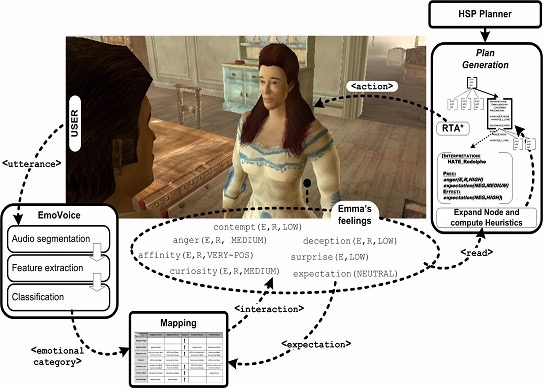 HSP Planner
Plan
Generation
<action>
RTA*
INTERPRETATION:
HATE_Rodolphe
PREC:
anger(E,R,HIGH)
expectation(NEG,MEDIUM)
EFFECT:
expectation(NEG,HIGH)
Expand Node and
compute Heuristics
USER
<utterance>
EmoVoice
Audio segmentation
Feature extraction
Classification
Emma's
feelings
contempt(E,R,LOW)
anger(E,R, MEDIUM)
deception(E,R,LOW)
affinity(E,R,VERY-POS)
surprise(E,LOW)
curiosity(E,R,MEDIUM)
expectation(NEUTRAL)
<read>
<interaction>
<expectation>
<emotional
category>
Mapping